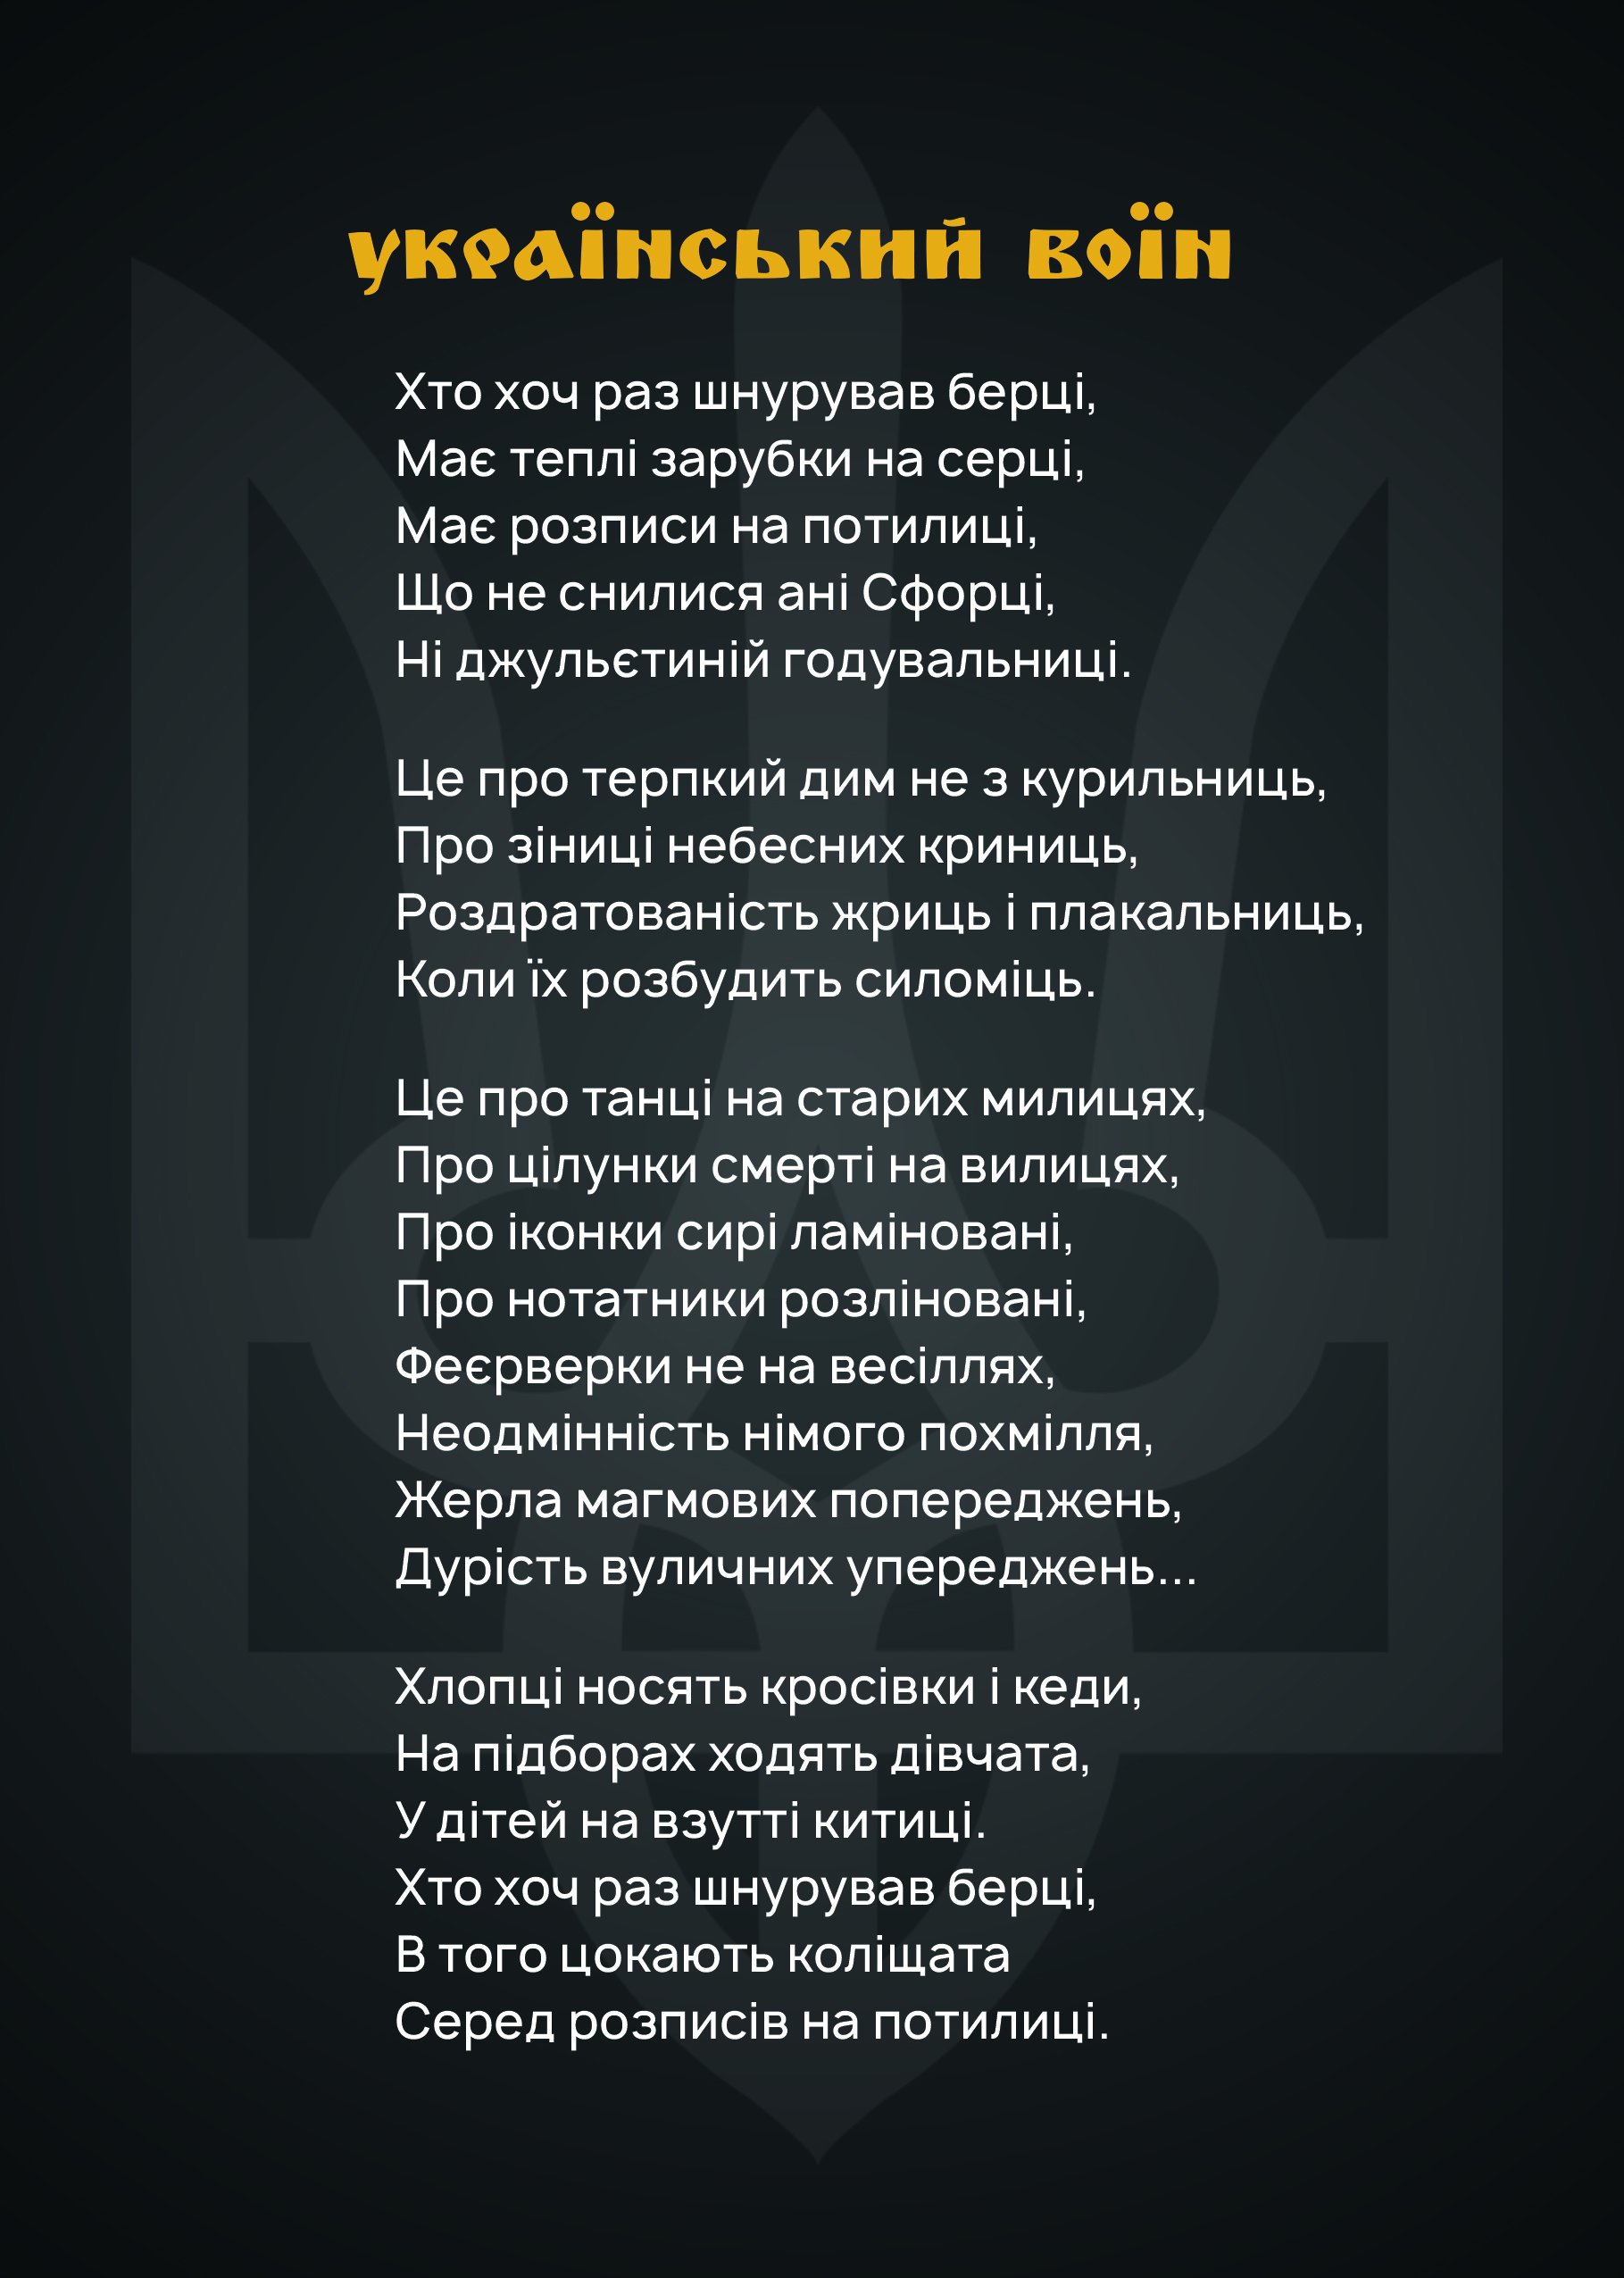 український воїн
Хто хоч раз шнурував берці,
Має теплі зарубки на серці,
Має розписи на потилиці,
Що не снилися ані Сфорці,
Ні джульєтиній годувальниці.
Це про терпкий дим не з курильниць,
Про зіниці небесних криниць,
Роздратованість жриць і плакальниць,
Коли їх розбудить силоміць.
Це про танці на старих милицях,
Про цілунки смерті на вилицях,
Про іконки сирі ламіновані,
Про нотатники розліновані,
Феєрверки не на весіллях,
Неодмінність німого похмілля,
Жерла магмових попереджень,
Дурість вуличних упереджень...
Хлопці носять кросівки і кеди,
На підборах ходять дівчата,
У дітей на взутті китиці.
Хто хоч раз шнурував берці,
В того цокають коліщата
Серед розписів на потилиці.